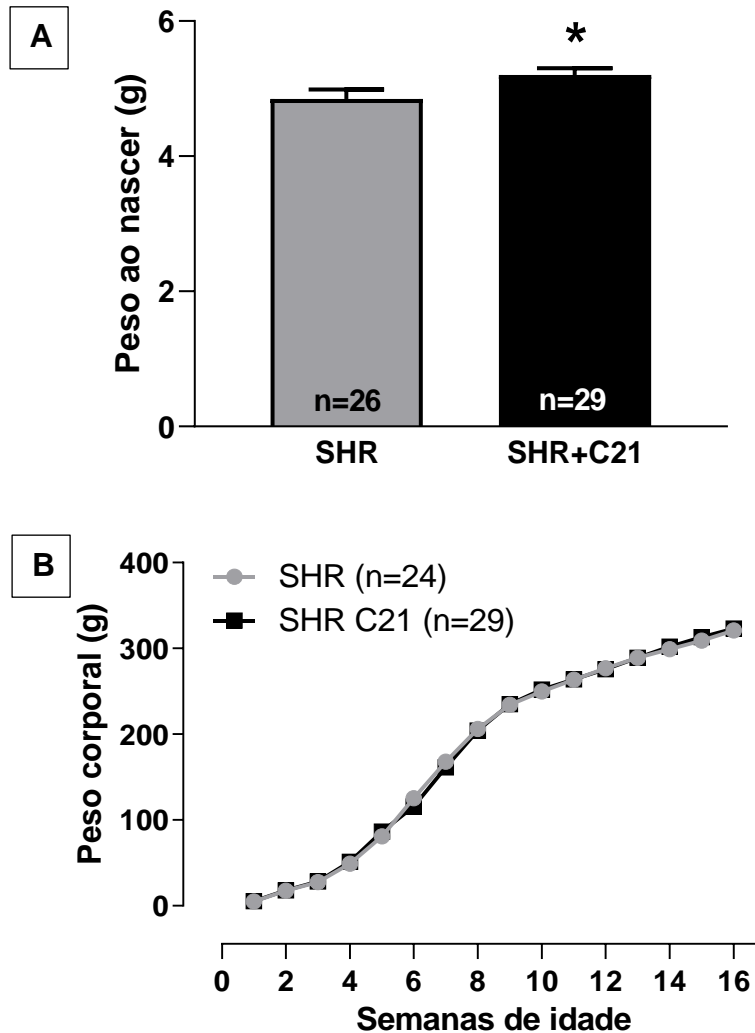 A
Peso ao nascer (g)
6
4
2
0
*
n=26
n=29
SHR
SHR+C21
B
Peso corporal (g)
400
300
200
100
0
SHR (n=24)
SHR C21 (n=29)
0 2 4 6 8 10 12 14 16
Semanas de idade